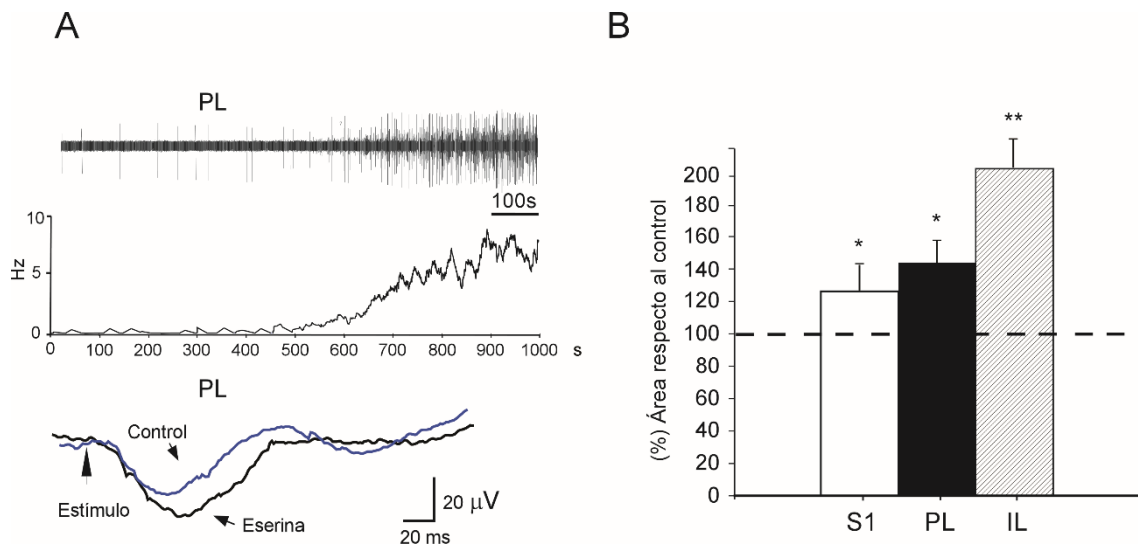 A
PL
100s
10
5
0
Hz
0 100 200 300 400 500 600 700 800 900 1000 s
PL
Control
Estímulo
Eserina
20 µV
20 ms
B
(%) Área respecto al control
200
180
160
140
120
100
80
60
40
20
0
*
*
**
S1 PL IL